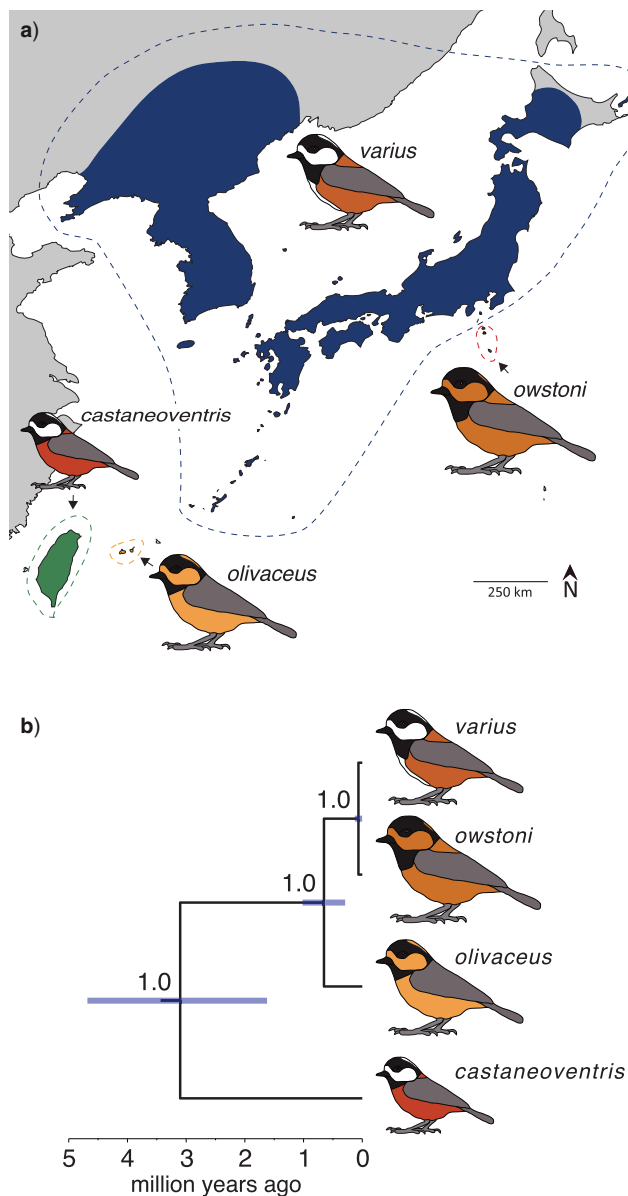 a)
varius
owstoni
castaneoventris
olivaceus
250 km
N
b)
varius
1.0
owstoni
1.0
olivaceus
1.0
castaneoventris
5 4 3 2 1 0
million years ago